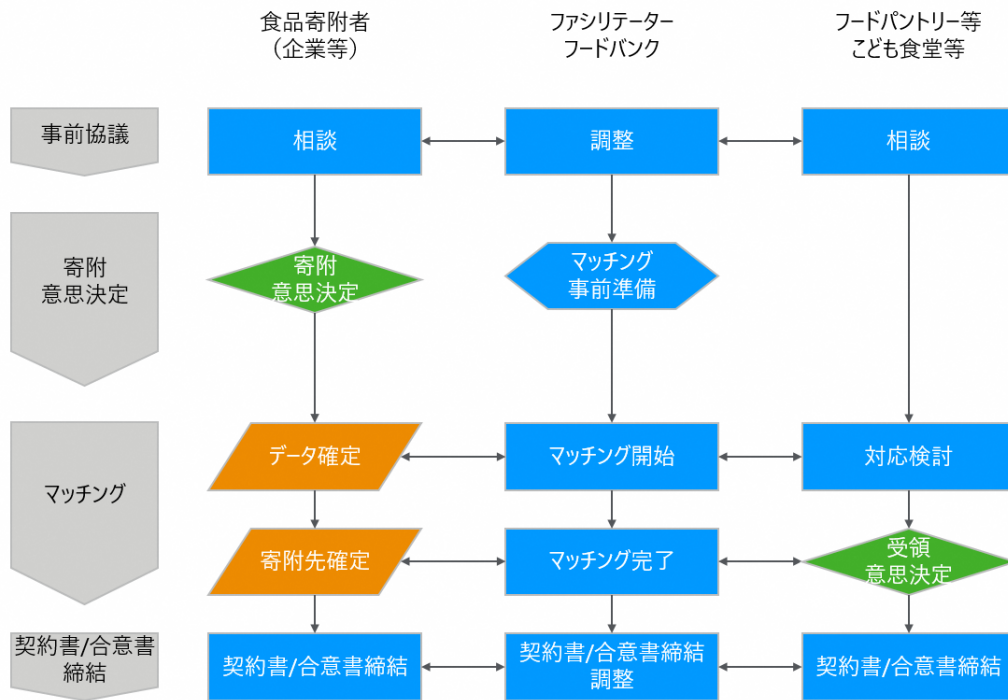 食品寄附者
（企業等）
ファシリテーター
フードバンク
フードパントリー等
こども食堂等
事前協議
相談
調整
相談
寄附
意思決定
寄附
意思決定
マッチング
事前準備
マッチング
データ確定
マッチング開始
対応検討
寄附先確定
マッチング完了
受領
意思決定
契約書/合意書
締結
契約書/合意書締結
契約書/合意書締結
調整
契約書/合意書締結